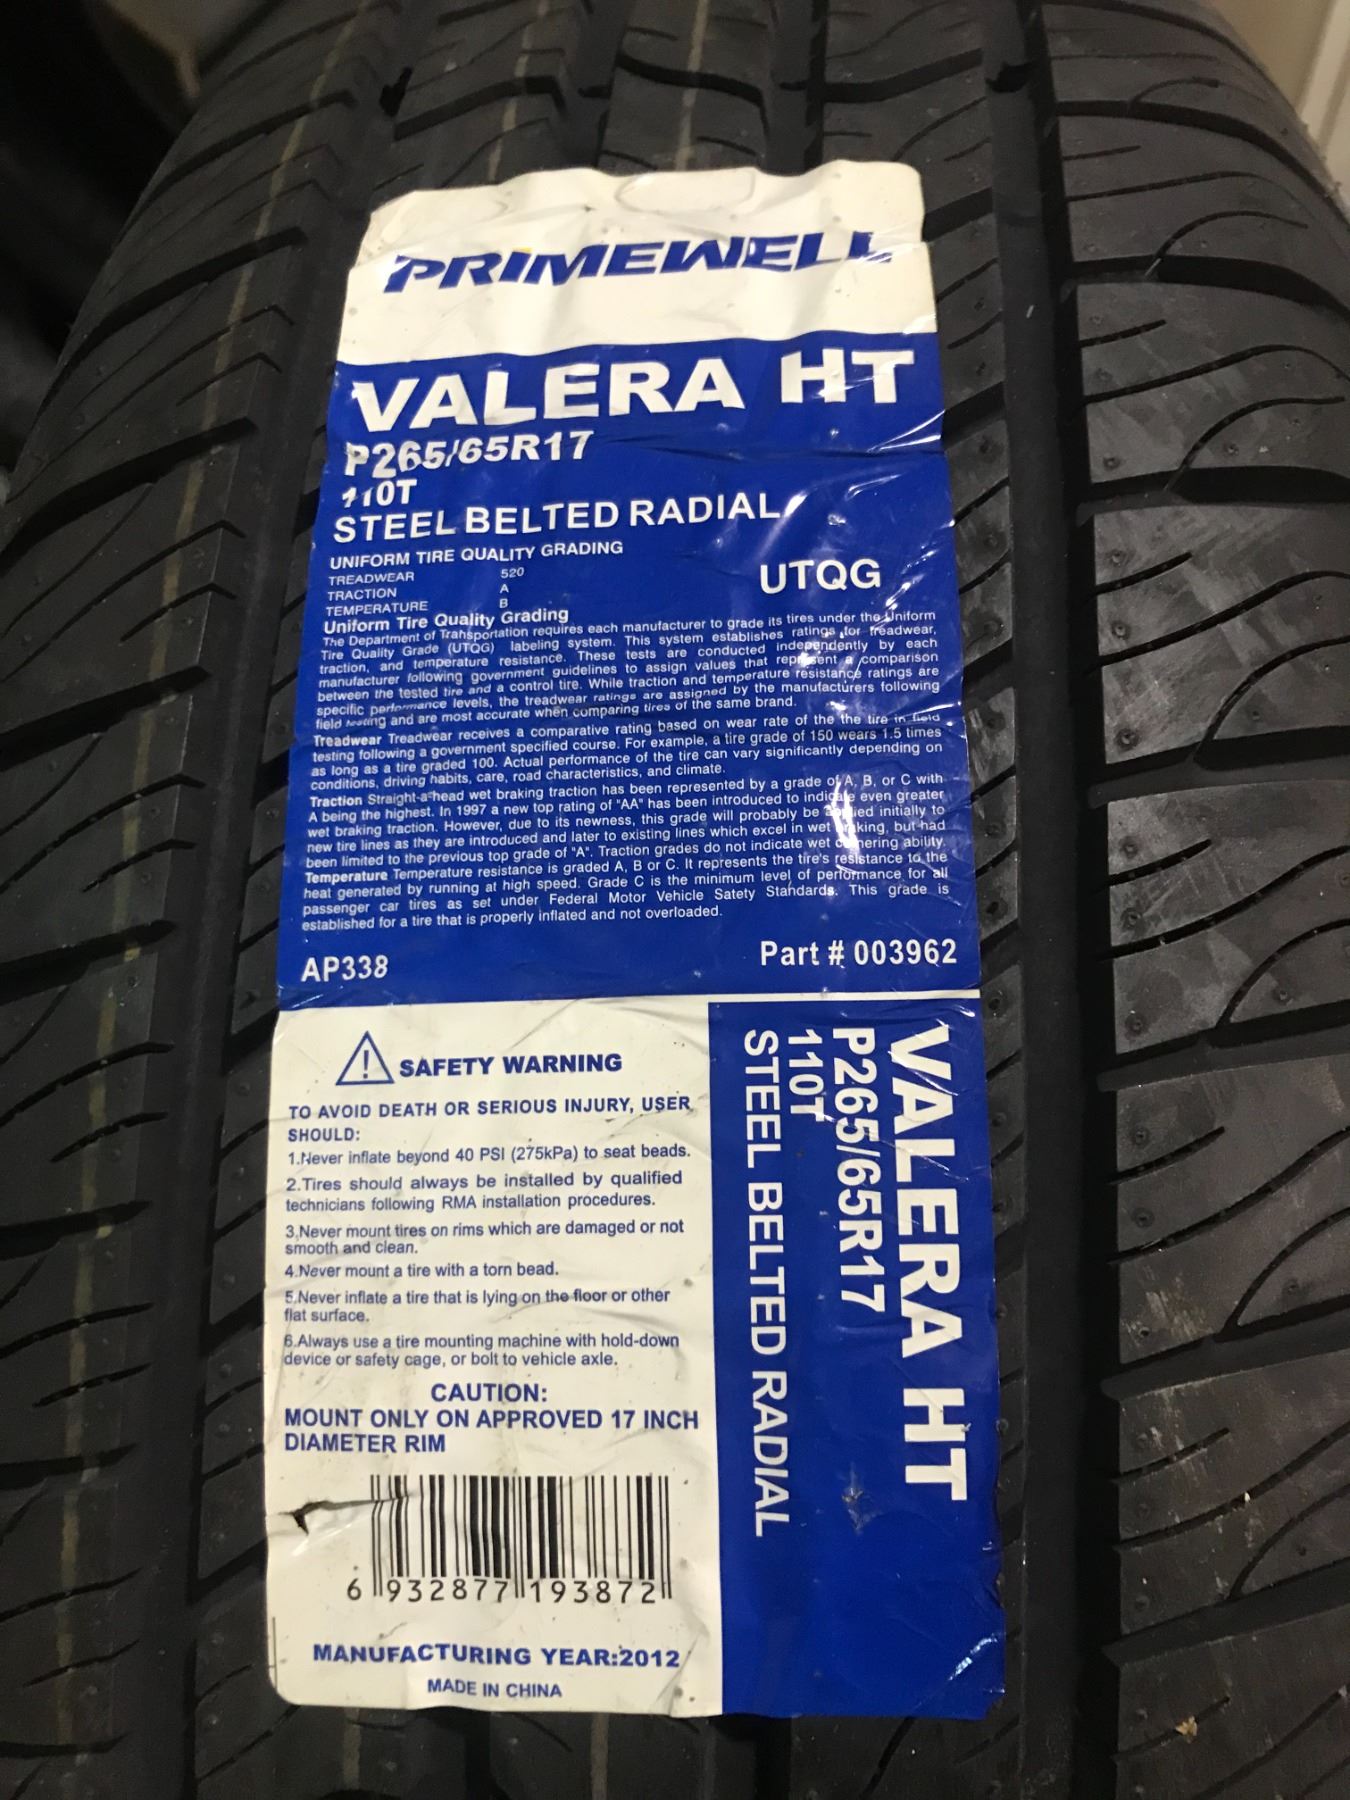 PRIMEWELL
VALERA HT
P265/65R17
110T
STEEL BELTED RADIAL
UNIFORM TIRE QUALITY GRADING
TREADWEAR 520
TRACTION A
TEMPERATURE B
UTQG
Uniform Tire Quality Grading
The Department of Trahsportation requires each manufacturer to grade its tires under the Uniform
Tire Quality Grade (UTQG) labeling system. This system establishes ratings for treadwear,
traction, and temperature resistance. These tests are conducted independently by each
manufacturer following government guidelines to assign values that represent a comparison
between the tested tire and a control tire. While traction and temperature resistance ratings are
specific performance levels, the treadwear ratings are assigned by the manufacturers following
field testing and are most accurate when comparing tires of the same brand.
Treadwear Treadwear receives a comparative rating based on wear rate of the the tire in field
testing following a government specified course. For example, a tire grade of 150 wears 1.5 times
as long as a tire graded 100. Actual performance of the tire can vary significantly depending on
conditions, driving habits, care, road characteristics, and climate.
Traction Straight-a-head wet braking traction has been represented by a grade of A, B, or C with
A being the highest. In 1997 a new top rating of "AA" has been introduced to indicate even greater
wet braking traction. However, due to its newness, this grade will probably be applied initially to
new tire lines as they are introduced and later to existing lines which excel in wet braking, but had
been limited to the previous top grade of "A". Traction grades do not indicate wet cornering ability.
Temperature Temperature resistance is graded A, B or C. It represents the tire's resistance to the
heat generated by running at high speed. Grade C is the minimum level of performance for all
passenger car tires as set under Federal Motor Vehicle Safety Standards. This grade is
established for a tire that is properly inflated and not overloaded.
AP338
Part # 003962
SAFETY WARNING
TO AVOID DEATH OR SERIOUS INJURY, USER
SHOULD:
1.Never inflate beyond 40 PSI (275kPa) to seat beads.
2.Tires should always be installed by qualified
technicians following RMA installation procedures.
3.Never mount tires on rims which are damaged or not
smooth and clean.
4.Never mount a tire with a torn bead.
5.Never inflate a tire that is lying on the floor or other
flat surface.
6.Always use a tire mounting machine with hold-down
device or safety cage, or bolt to vehicle axle.
CAUTION:
MOUNT ONLY ON APPROVED 17 INCH
DIAMETER RIM
6 932877 193872
MANUFACTURING YEAR:2012
MADE IN CHINA
VALERA HT
P265/65R17
110T
STEEL BELTED RADIAL